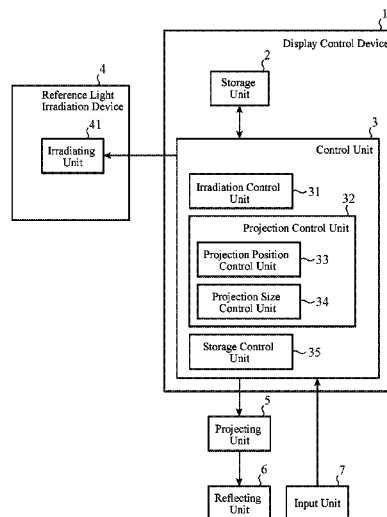 1
Display Control Device
4
Reference Light
Irradiation Device
41
Irradiating
Unit
2
Storage
Unit
3
Control Unit
Irradiation Control
Unit
31
32
Projection Control Unit
Projection Position
Control Unit
33
Projection Size
Control Unit
34
Storage Control
Unit
35
5
Projecting
Unit
6
Reflecting
Unit
7
Input Unit